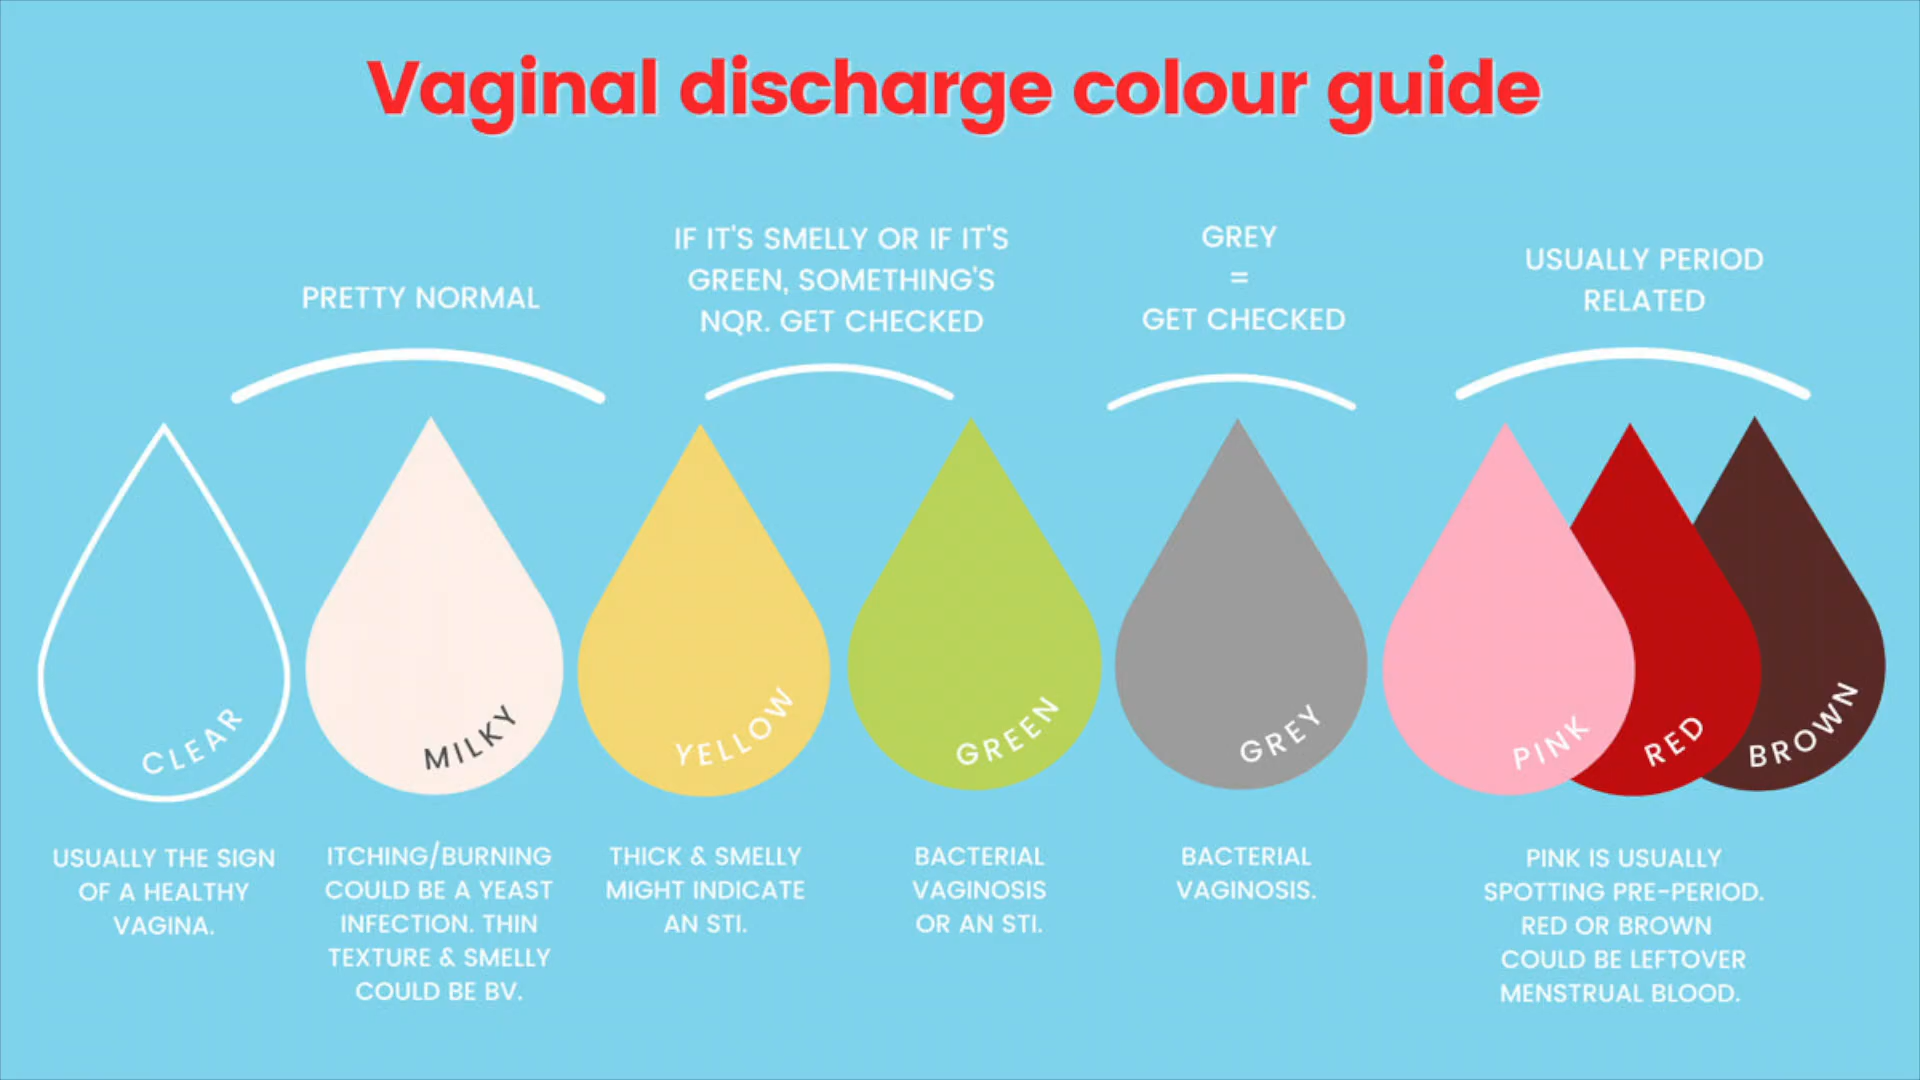 Vaginal discharge colour guide
PRETTY NORMAL
IF IT'S SMELLY OR IF IT'S
GREEN, SOMETHING'S
NQR. GET CHECKED
GREY
=
GET CHECKED
USUALLY PERIOD
RELATED
CLEAR
MILKY
YELLOW
GREEN
GREY
PINK
RED
BROWN
USUALLY THE SIGN
OF A HEALTHY
VAGINA.
ITCHING/BURNING
COULD BE A YEAST
INFECTION. THIN
TEXTURE & SMELLY
COULD BE BV.
THICK & SMELLY
MIGHT INDICATE
AN STI.
BACTERIAL
VAGINOSIS
OR AN STI.
BACTERIAL
VAGINOSIS.
PINK IS USUALLY
SPOTTING PRE-PERIOD.
RED OR BROWN
COULD BE LEFTOVER
MENSTRUAL BLOOD.